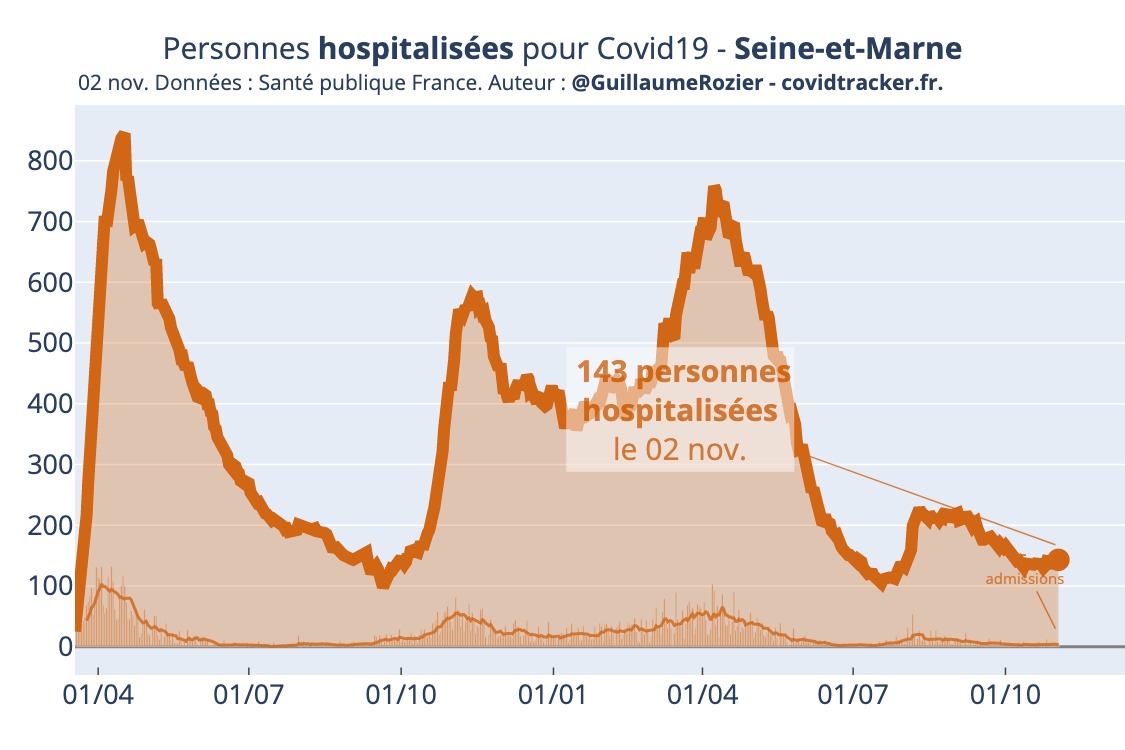 Personnes hospitalisées pour Covid19 - Seine-et-Marne
02 nov. Données : Santé publique France. Auteur : @GuillaumeRozier - covidtracker.fr.
800
700
600
500
400
300
200
100
0
143 personnes
hospitalisées
le 02 nov.
admissions
01/04
01/07
01/10
01/01
01/04
01/07
01/10